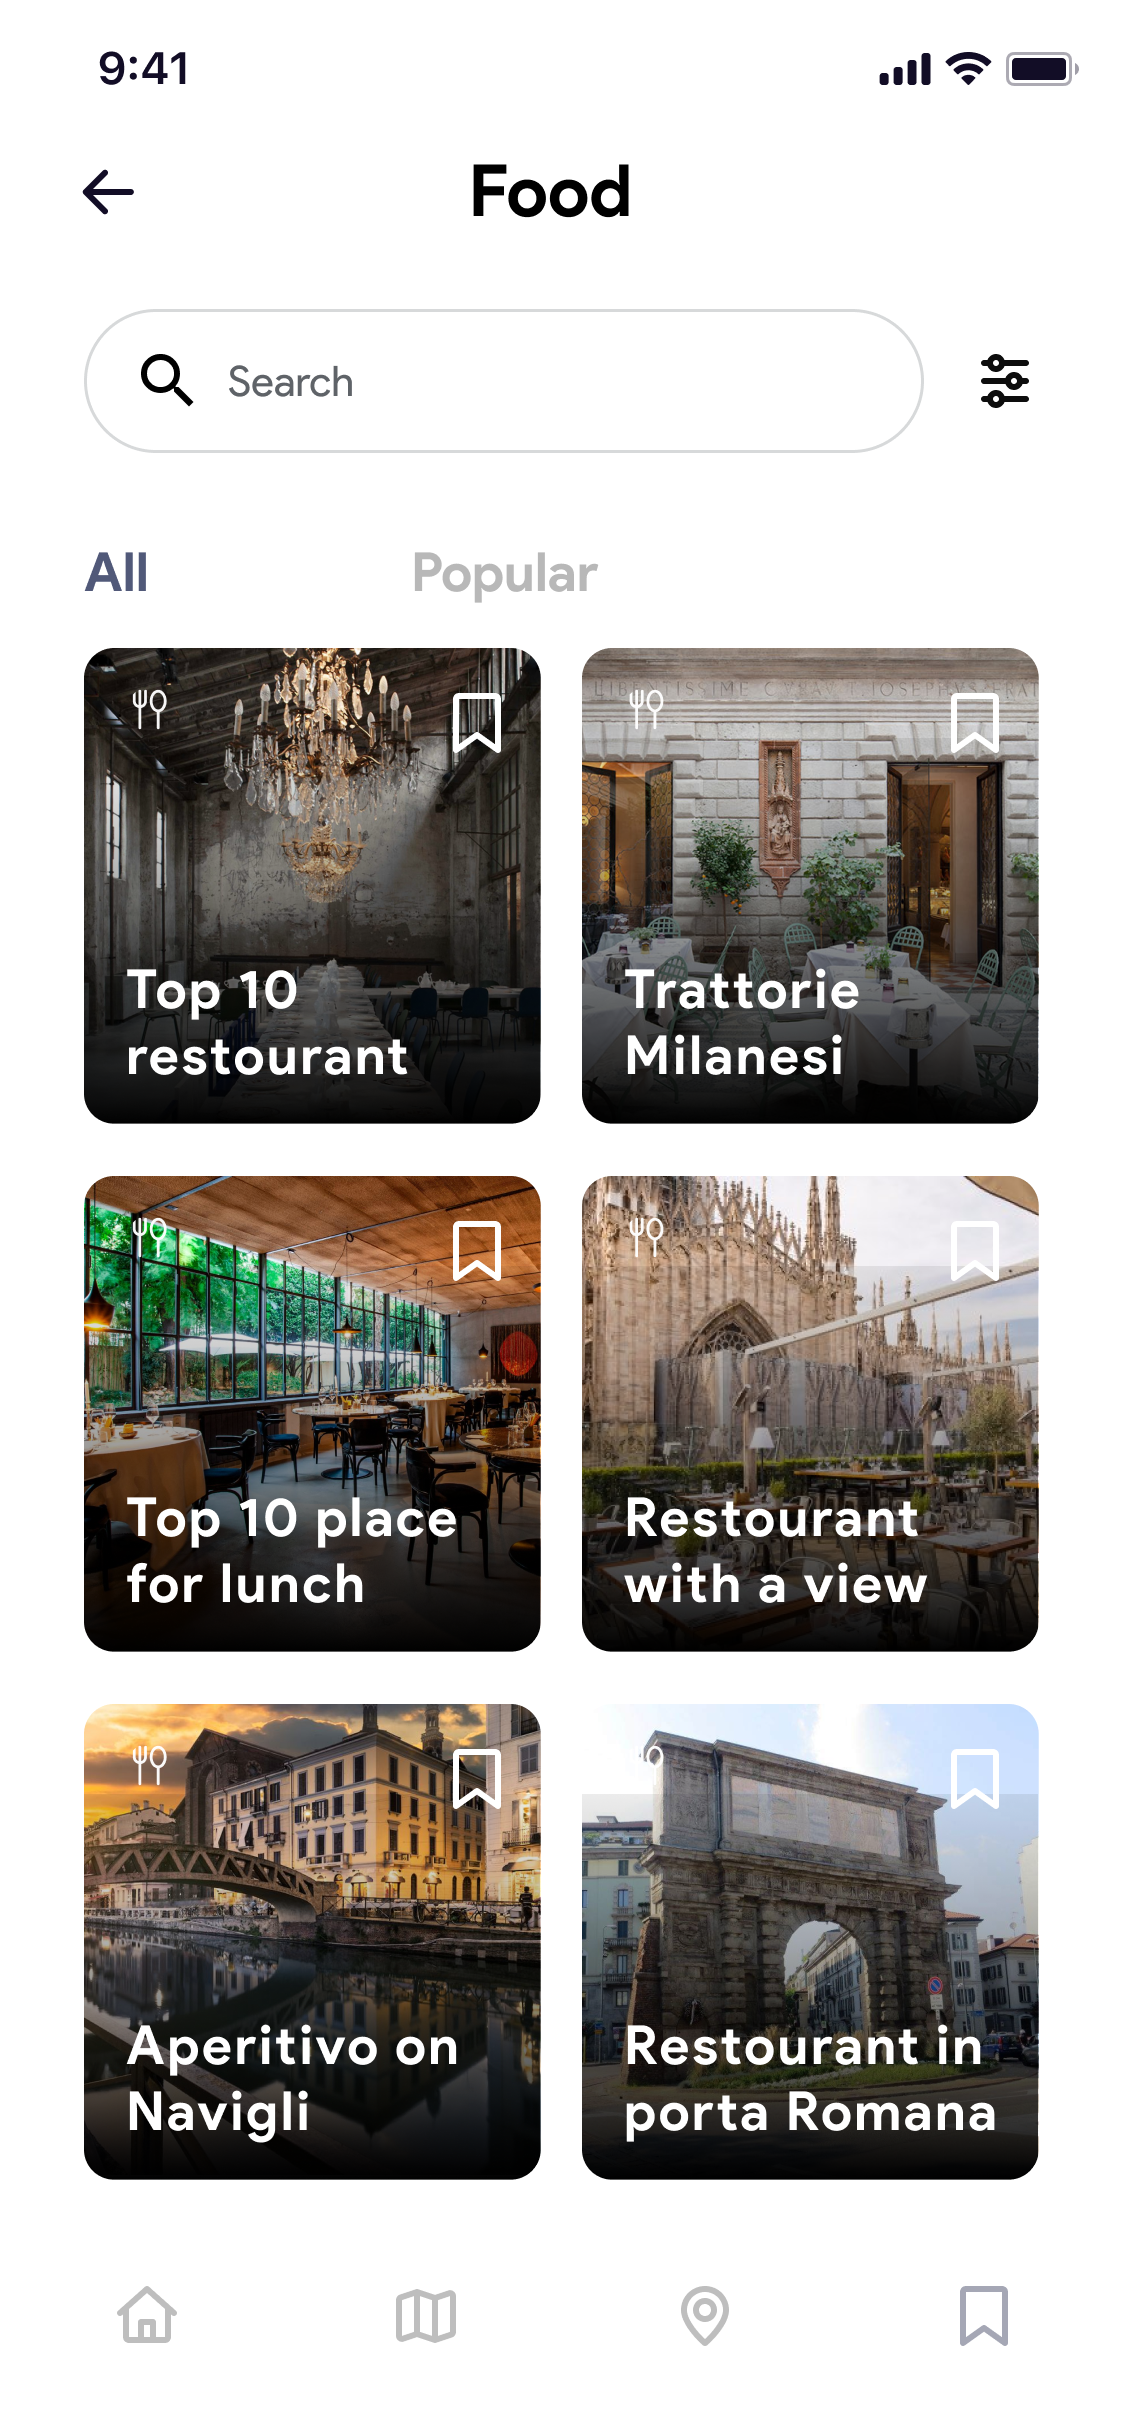 9:41
Food
Search
All
Popular
Top 10
restourant
Trattorie
Milanesi
Top 10 place
for lunch
Restourant
with a view
Aperitivo on
Navigli
Restourant in
porta Romana